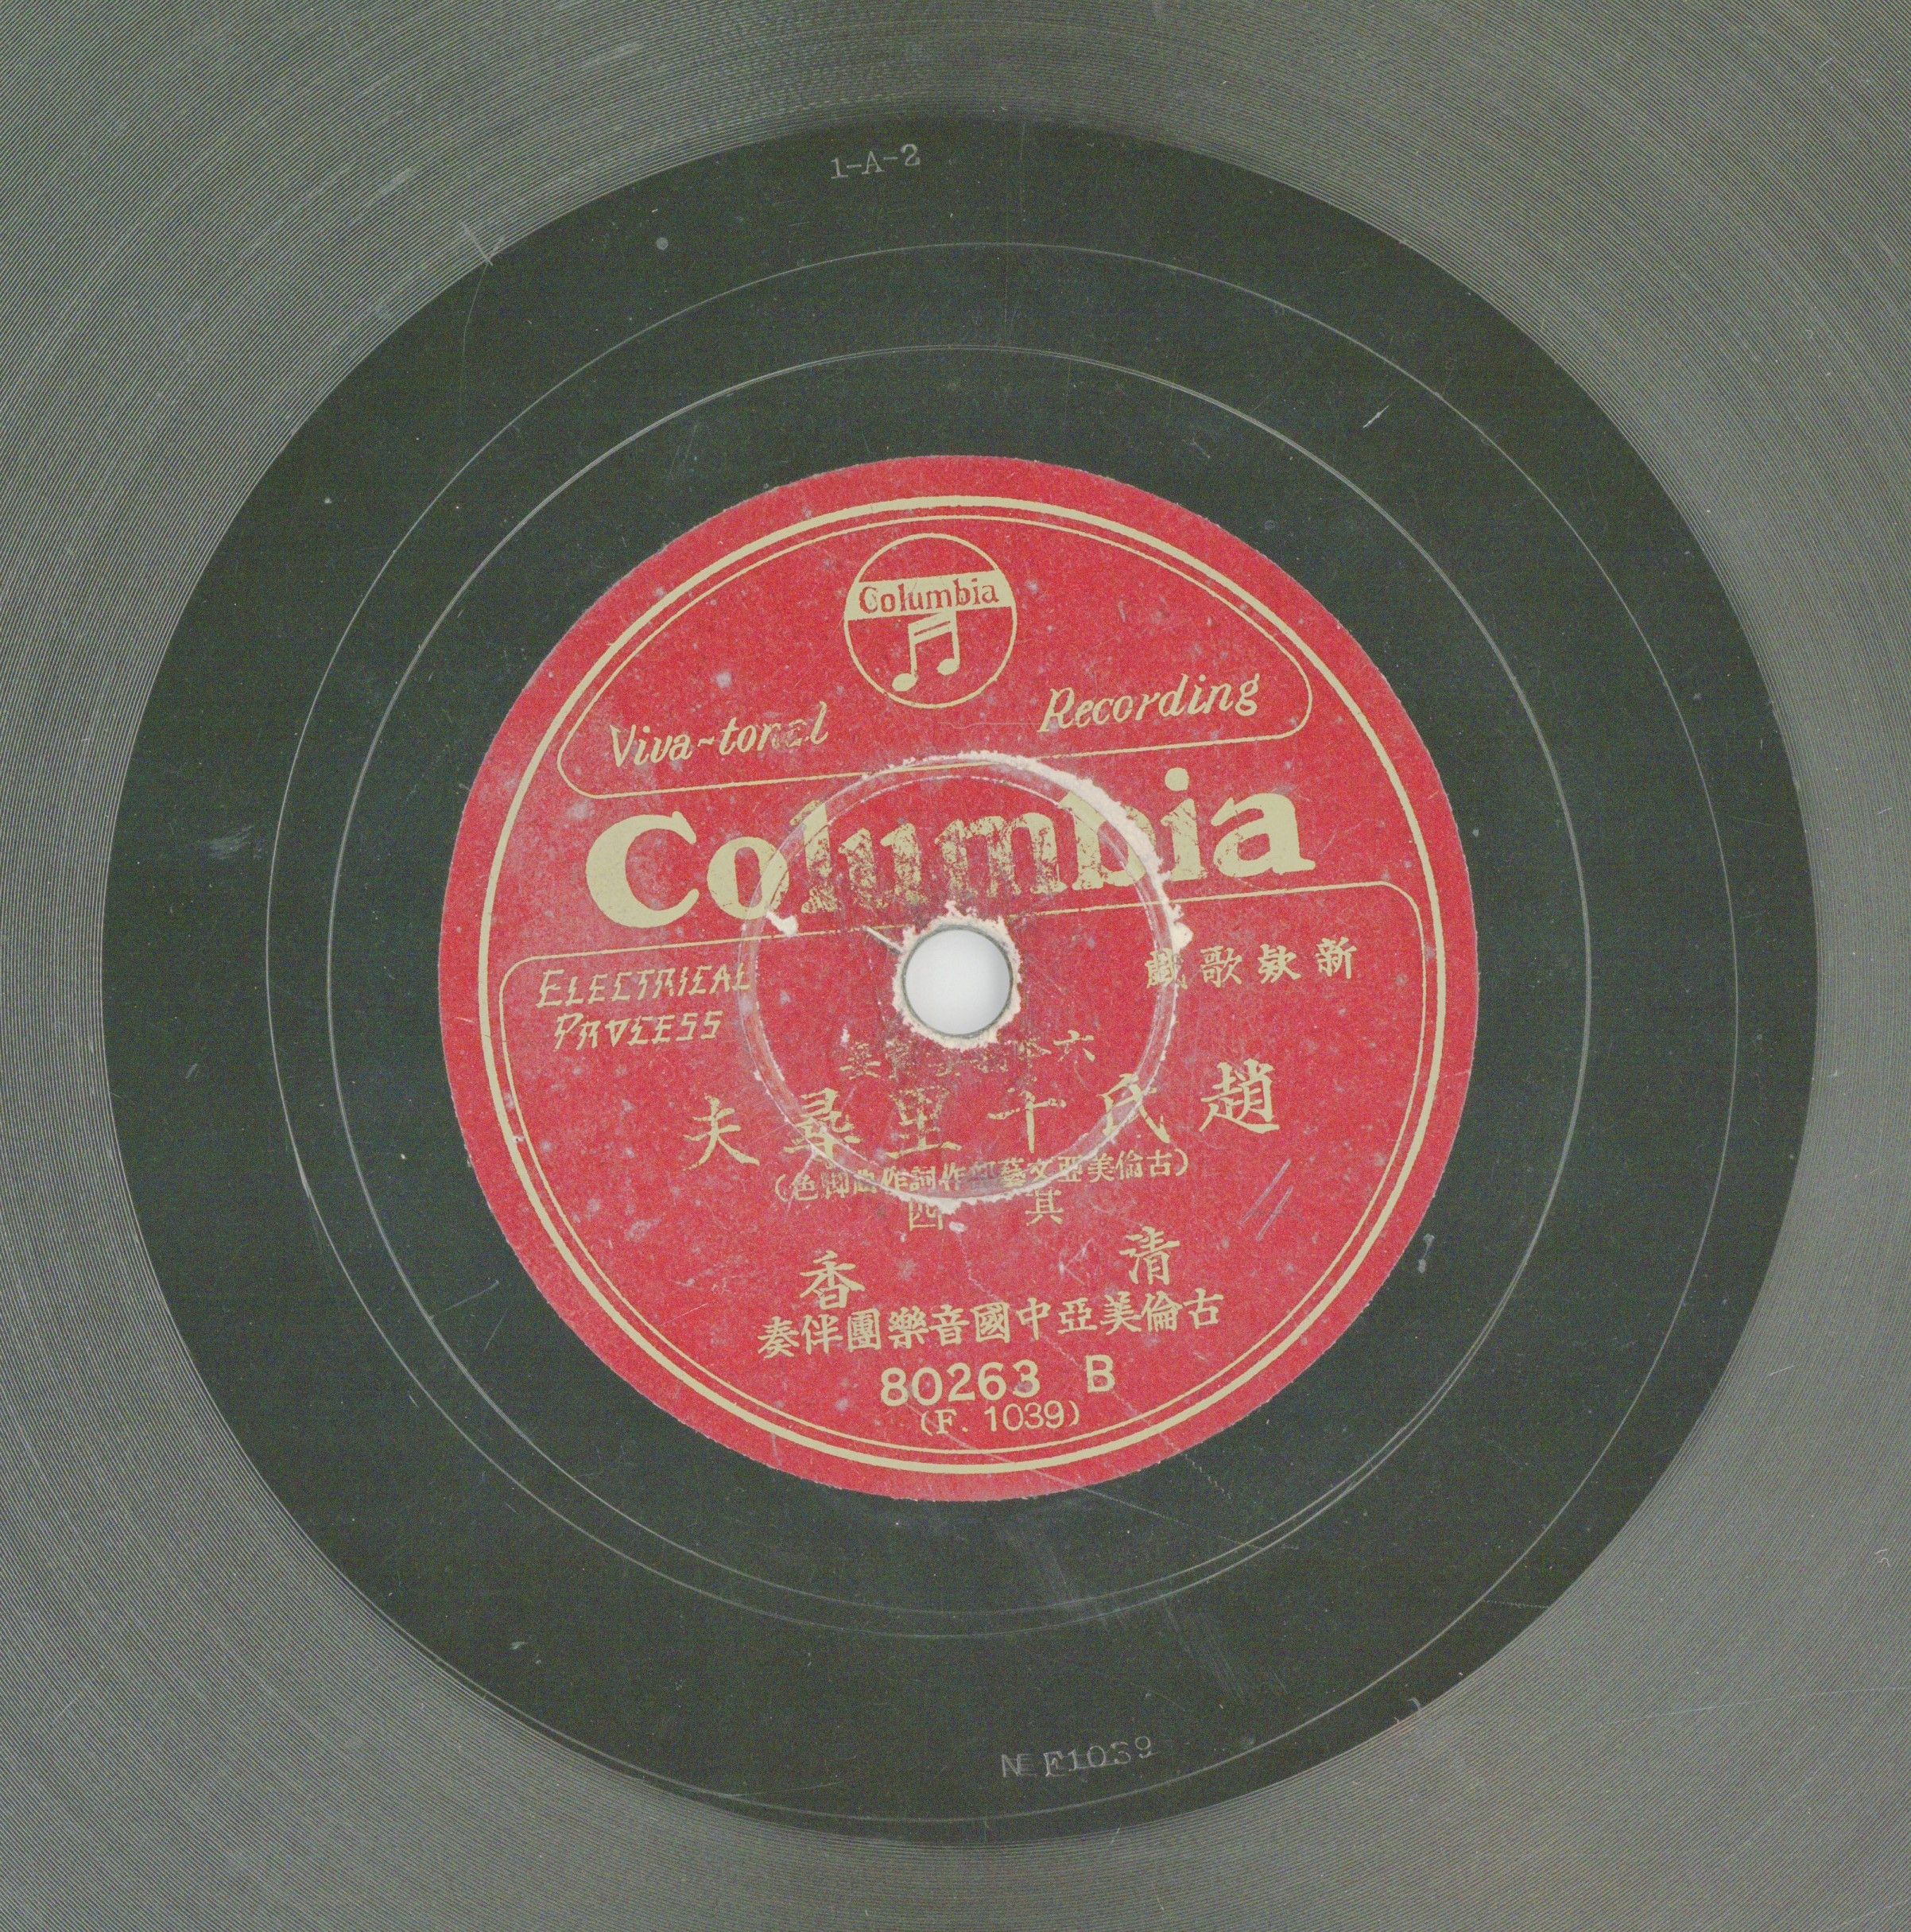 1-A-2
Columbia
Viva-tonal Recording
Columbia
ELECTRICAL
PROCESS
新欵歌戲
趙氏千里尋夫
(古倫美亞文藝部作詞作曲脚色)
其四
清香
古倫美亞中國音樂團伴奏
80263 B
(F. 1039)
NE F1039